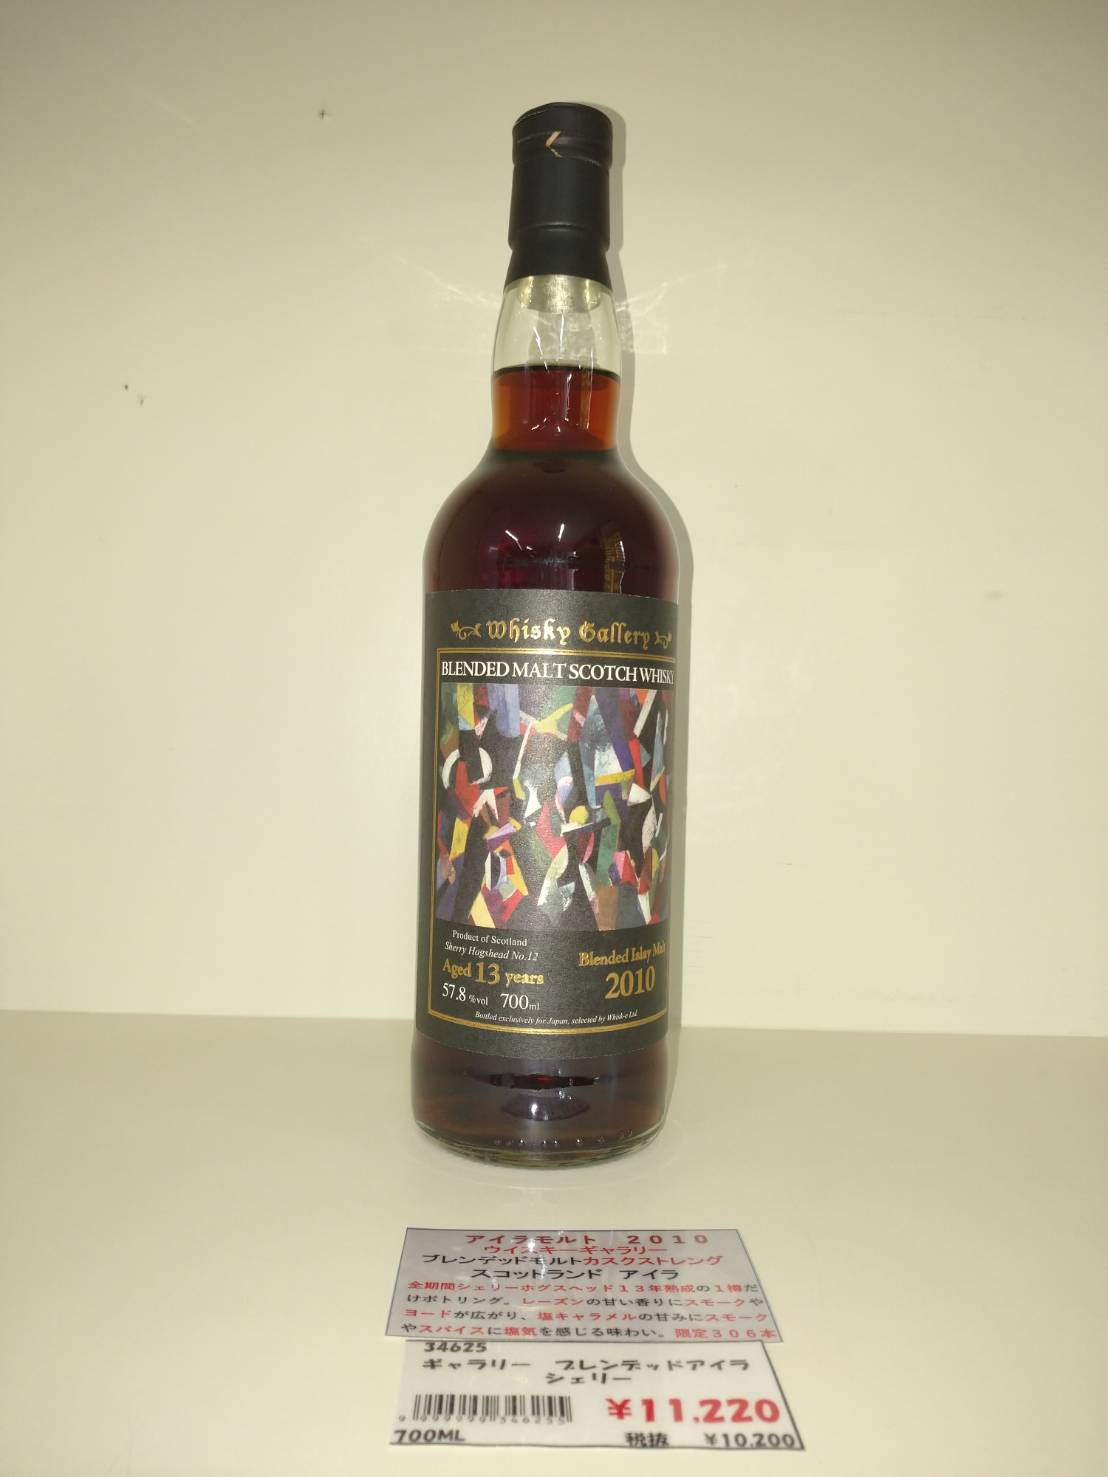 Whisky Gallery
BLENDED MALT SCOTCH WHISKY
Product of Scotland
Sherry Hogshead No.12
Aged 13 years
57.8 %vol 700ml
Blended Islay Malt
2010
Bottled exclusively for Japan, selected by Whisk-e Ltd.
アイラモルト 2010
ウイスキーギャラリー
ブレンデッドモルトカスクストレング
スコットランド アイラ
全期間シェリーホグスヘッド13年熟成の1樽だ
けボトリング。レーズンの甘い香りにスモークや
ヨードが広がり、塩キャラメルの甘みにスモーク
やスパイスに塩気を感じる味わい。限定306本
34625
ギャラリー ブレンデッドアイラ
シェリー
¥11,220
9 999999 346255
700ML 税抜 ¥10,200